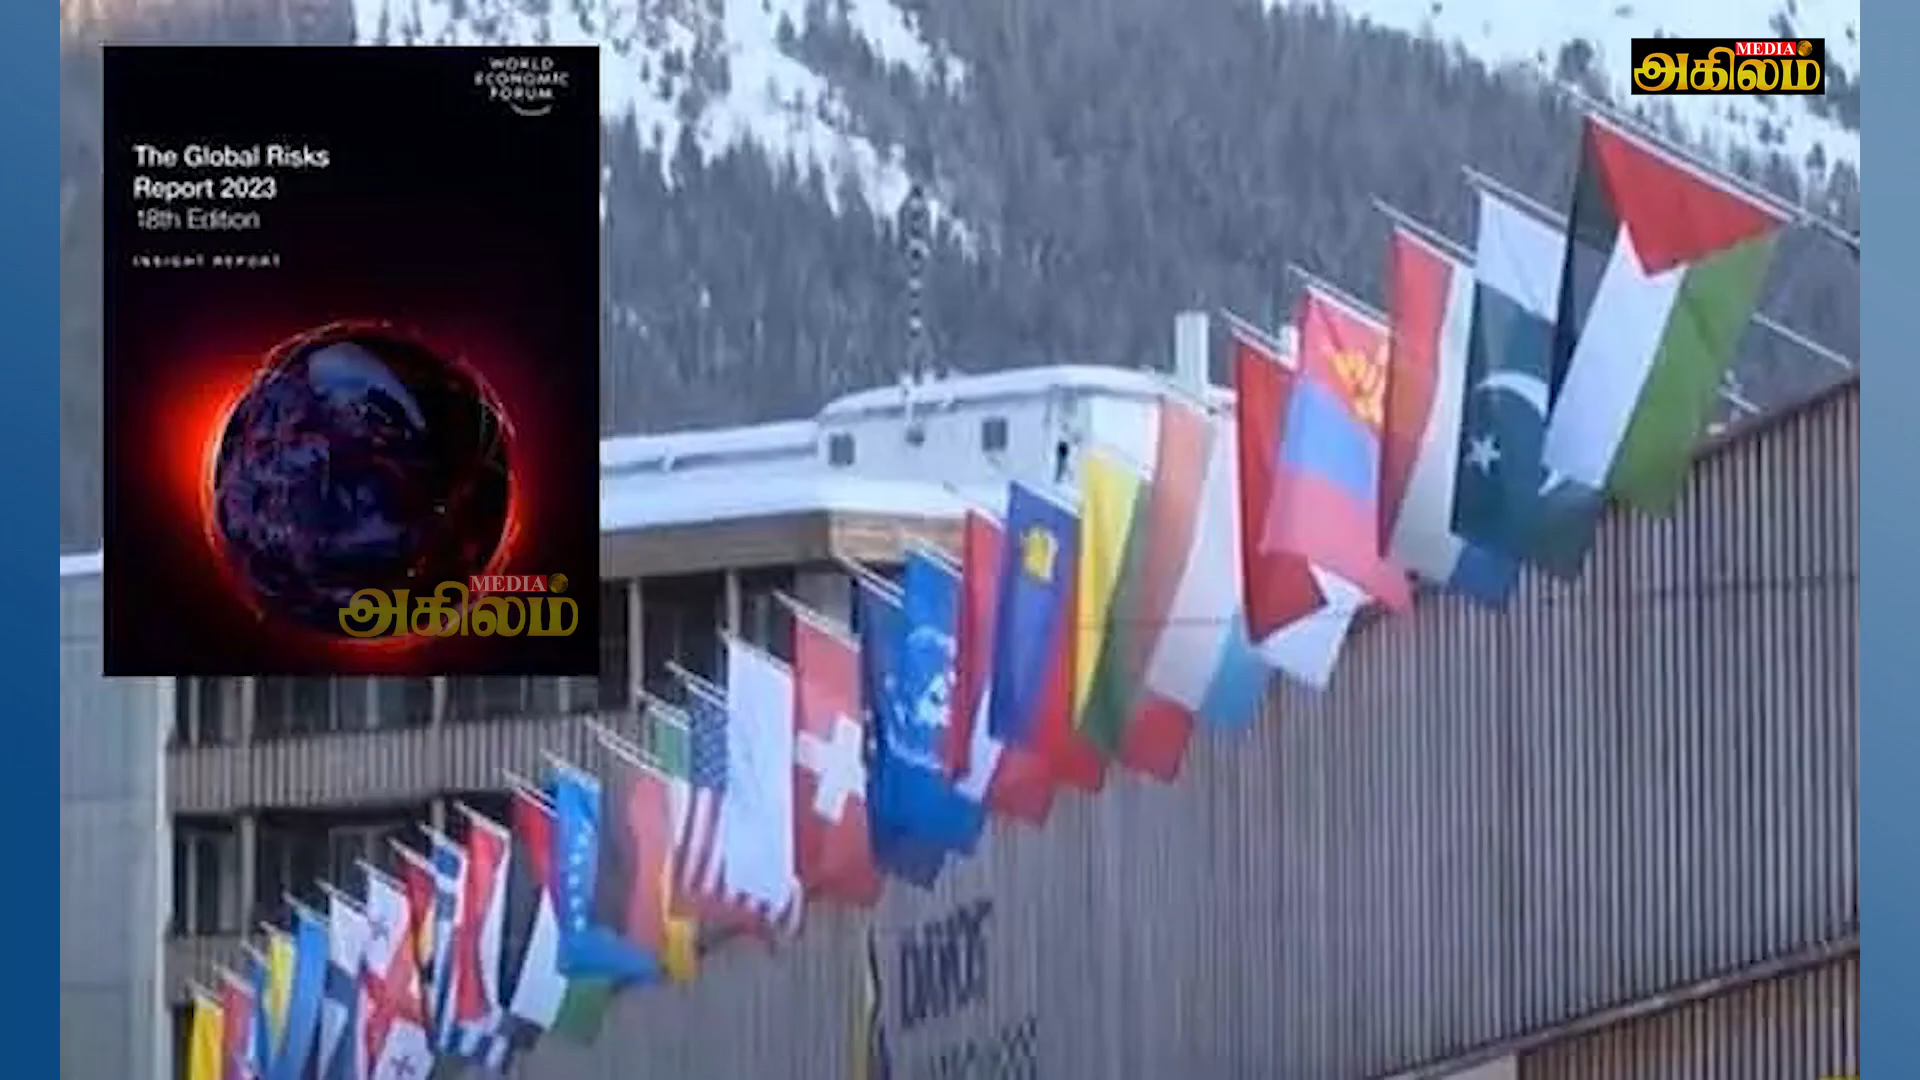 WORLD
ECONOMIC
FORUM
The Global Risks
Report 2023
18th Edition
INSIGHT REPORT
MEDIA
அகிலம்
MEDIA
அகிலம்